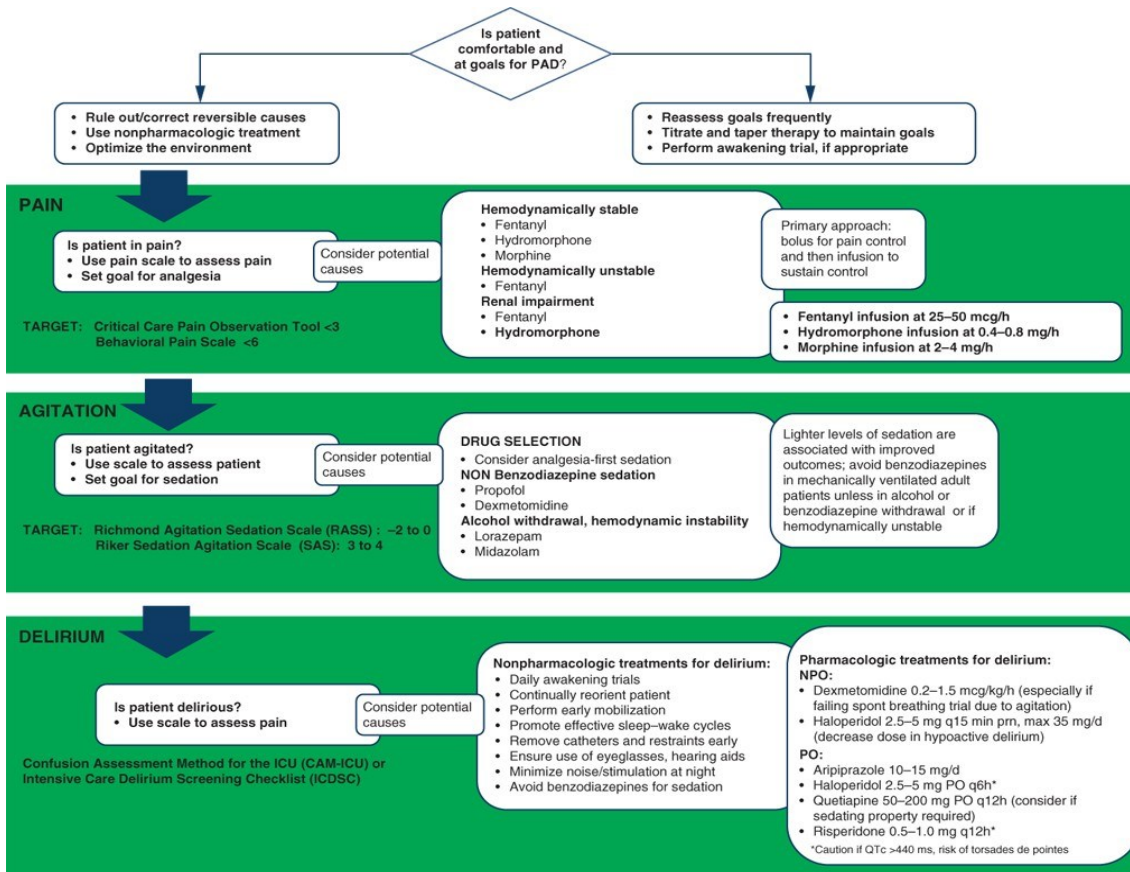 Is patient
comfortable and
at goals for PAD?
• Rule out/correct reversible causes
• Use nonpharmacologic treatment
• Optimize the environment
• Reassess goals frequently
• Titrate and taper therapy to maintain goals
• Perform awakening trial, if appropriate
PAIN
Is patient in pain?
• Use pain scale to assess pain
• Set goal for analgesia
Consider potential
causes
Hemodynamically stable
• Fentanyl
• Hydromorphone
• Morphine
Hemodynamically unstable
• Fentanyl
Renal impairment
• Fentanyl
• Hydromorphone
Primary approach:
bolus for pain control
and then infusion to
sustain control
• Fentanyl infusion at 25–50 mcg/h
• Hydromorphone infusion at 0.4–0.8 mg/h
• Morphine infusion at 2–4 mg/h
TARGET: Critical Care Pain Observation Tool <3
Behavioral Pain Scale <6
AGITATION
Is patient agitated?
• Use scale to assess patient
• Set goal for sedation
Consider potential
causes
DRUG SELECTION
• Consider analgesia-first sedation
NON Benzodiazepine sedation
• Propofol
• Dexmetomidine
Alcohol withdrawal, hemodynamic instability
• Lorazepam
• Midazolam
Lighter levels of sedation are
associated with improved
outcomes; avoid benzodiazepines
in mechanically ventilated adult
patients unless in alcohol or
benzodiazepine withdrawal or if
hemodynamically unstable
TARGET: Richmond Agitation Sedation Scale (RASS) : –2 to 0
Riker Sedation Agitation Scale (SAS): 3 to 4
DELIRIUM
Is patient delirious?
• Use scale to assess pain
Consider potential
causes
Confusion Assessment Method for the ICU (CAM-ICU) or
Intensive Care Delirium Screening Checklist (ICDSC)
Nonpharmacologic treatments for delirium:
• Daily awakening trials
• Continually reorient patient
• Perform early mobilization
• Promote effective sleep–wake cycles
• Remove catheters and restraints early
• Ensure use of eyeglasses, hearing aids
• Minimize noise/stimulation at night
• Avoid benzodiazepines for sedation
Pharmacologic treatments for delirium:
NPO:
• Dexmetomidine 0.2–1.5 mcg/kg/h (especially if
failing spont breathing trial due to agitation)
• Haloperidol 2.5–5 mg q15 min prn, max 35 mg/d
(decrease dose in hypoactive delirium)
PO:
• Aripiprazole 10–15 mg/d
• Haloperidol 2.5–5 mg PO q6h*
• Quetiapine 50–200 mg PO q12h (consider if
sedating property required)
• Risperidone 0.5–1.0 mg q12h*
*Caution if QTc >440 ms, risk of torsades de pointes